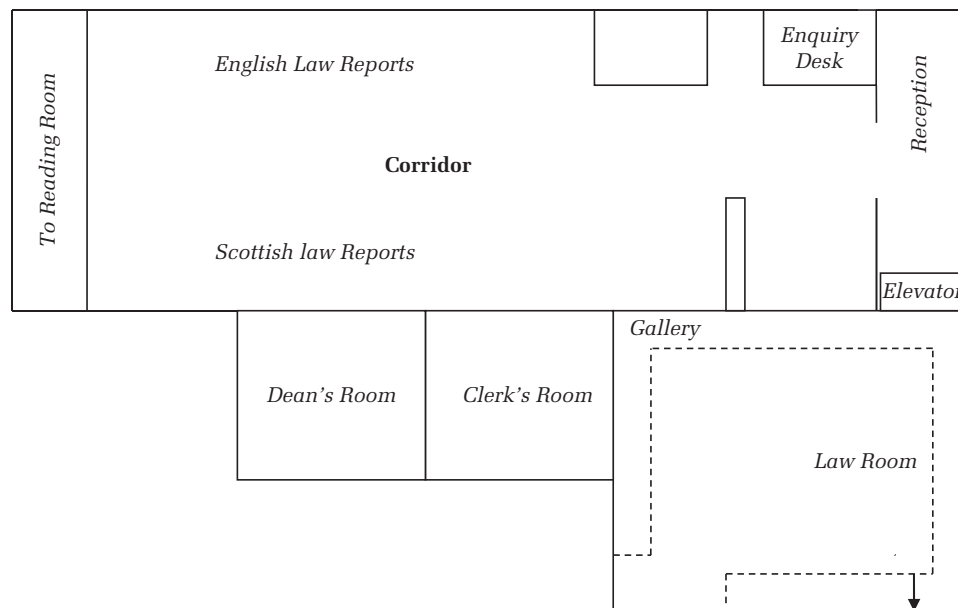 English Law Reports
Enquiry
Desk
Reception
To Reading Room
Corridor
Scottish law Reports
Elevator
Gallery
Dean's Room
Clerk's Room
Law Room